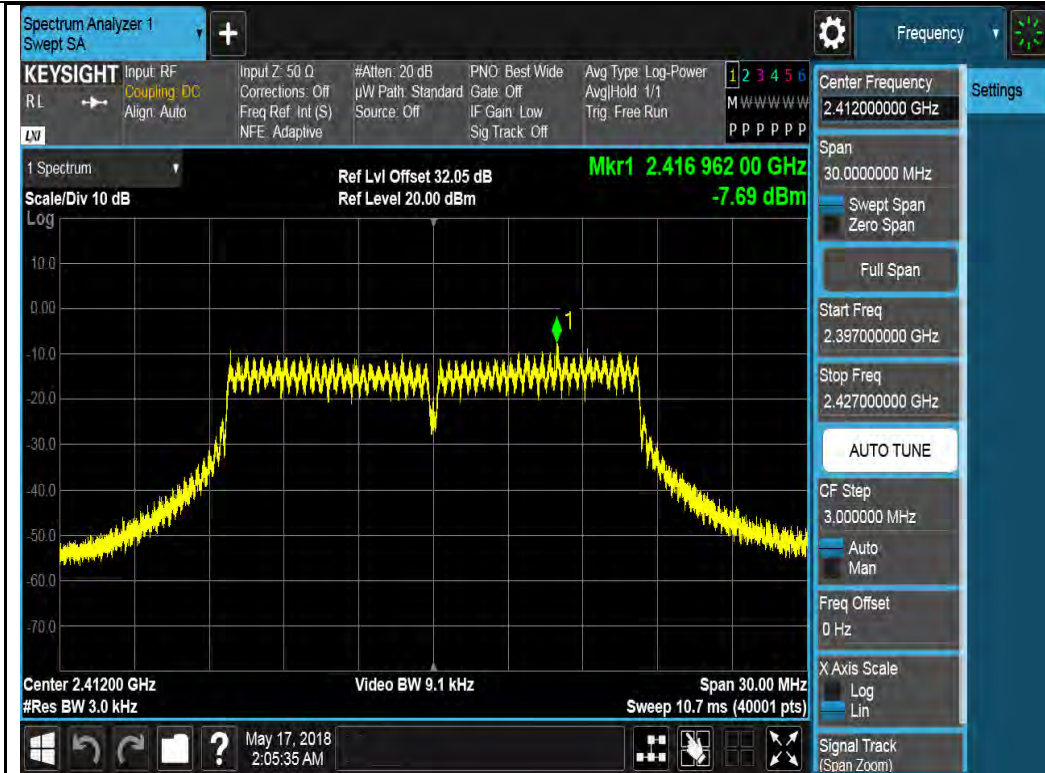 Spectrum Analyzer 1
Swept SA
+
Frequency
KEYSIGHT
RL
LXI
Input: RF
Coupling: DC
Align: Auto
Input Z: 50 Ω
Corrections: Off
Freq Ref: Int (S)
NFE: Adaptive
#Atten: 20 dB
µW Path: Standard
Source: Off
PNO: Best Wide
Gate: Off
IF Gain: Low
Sig Track: Off
Avg Type: Log-Power
Avg|Hold: 1/1
Trig: Free Run
1 2 3 4 5 6
M W W W W W
P P P P P P
1 Spectrum
Scale/Div 10 dB
Log
Ref Lvl Offset 32.05 dB
Ref Level 20.00 dBm
Mkr1 2.416 962 00 GHz
-7.69 dBm
10.0
0.00
-10.0
-20.0
-30.0
-40.0
-50.0
-60.0
-70.0
1
Center 2.41200 GHz
#Res BW 3.0 kHz
Video BW 9.1 kHz
Span 30.00 MHz
Sweep 10.7 ms (40001 pts)
?
May 17, 2018
2:05:35 AM
Center Frequency
2.412000000 GHz
Span
30.0000000 MHz
Swept Span
Zero Span
Full Span
Start Freq
2.397000000 GHz
Stop Freq
2.427000000 GHz
AUTO TUNE
CF Step
3.000000 MHz
Auto
Man
Freq Offset
0 Hz
X Axis Scale
Log
Lin
Signal Track
(Span Zoom)
Settings